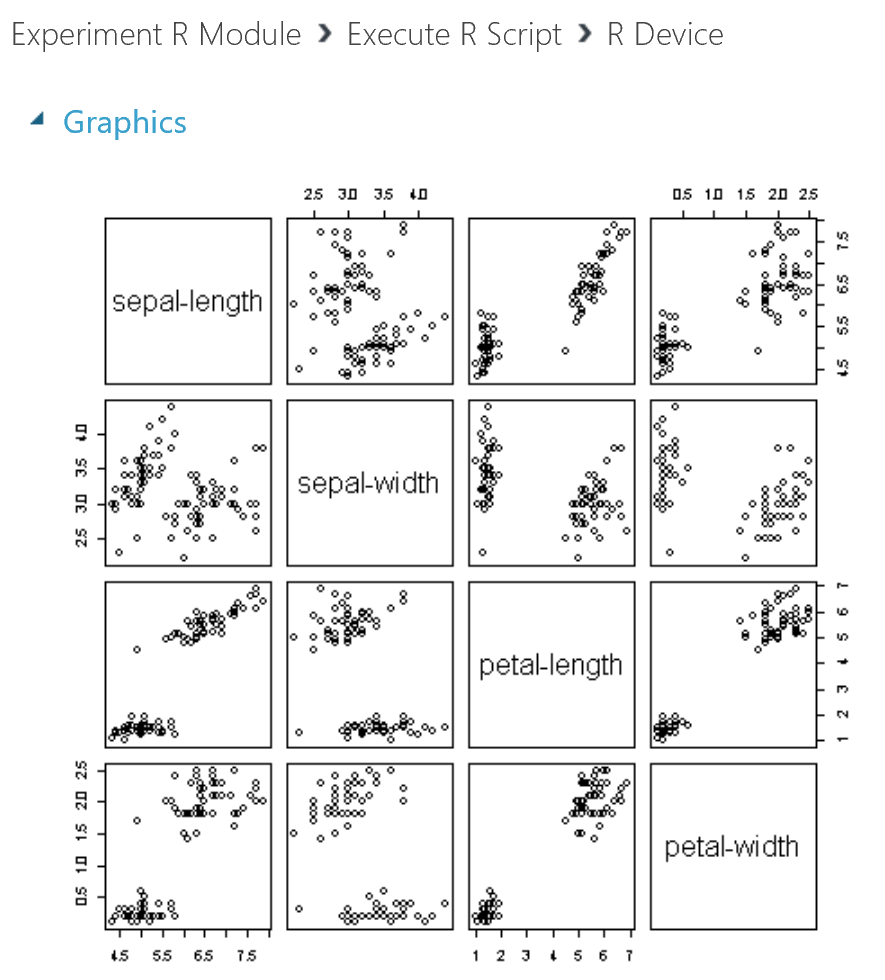 Experiment R Module › Execute R Script › R Device
Graphics
2.5 3.0 3.5 4.0
0.5 1.0 1.5 2.0 2.5
sepal-length
4.5 5.5 6.5 7.5
2.5 3.0 3.5 4.0
sepal-width
petal-length
1 2 3 4 5 6 7
0.5 1.0 1.5 2.0 2.5
petal-width
4.5 5.5 6.5 7.5
1 2 3 4 5 6 7